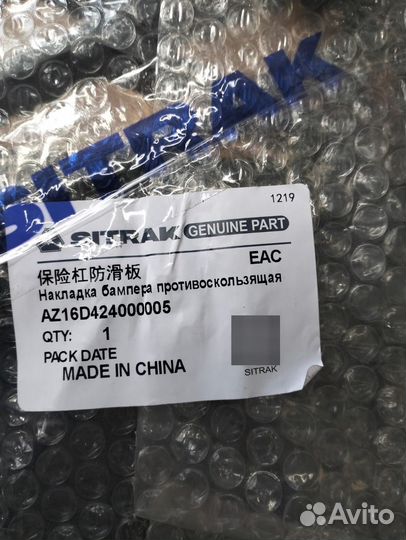 SITRAK
1219
SITRAK GENUINE PART
EAC
保险杠防滑板
Накладка бампера противоскользящая
AZ16D424000005
QTY: 1
PACK DATE
MADE IN CHINA
SITRAK
Avito